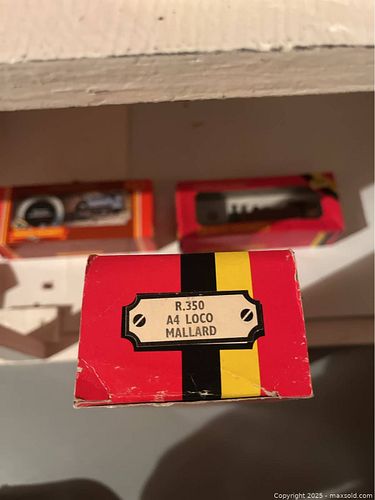 R.350
A4 LOCO
MALLARD
Copyright © 2025 - maxsold.com